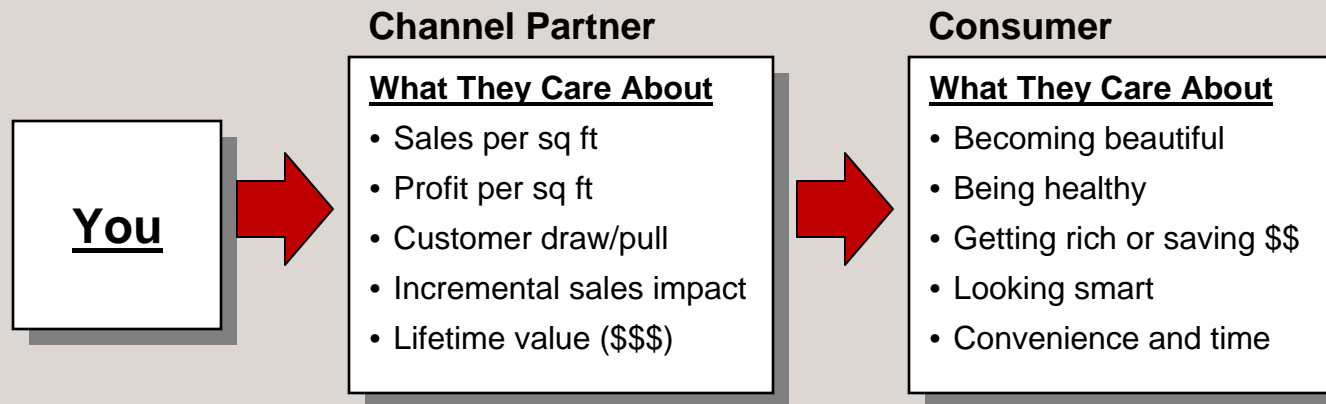 You
Channel Partner
What They Care About
• Sales per sq ft
• Profit per sq ft
• Customer draw/pull
• Incremental sales impact
• Lifetime value ($$$)
Consumer
What They Care About
• Becoming beautiful
• Being healthy
• Getting rich or saving $$
• Looking smart
• Convenience and time